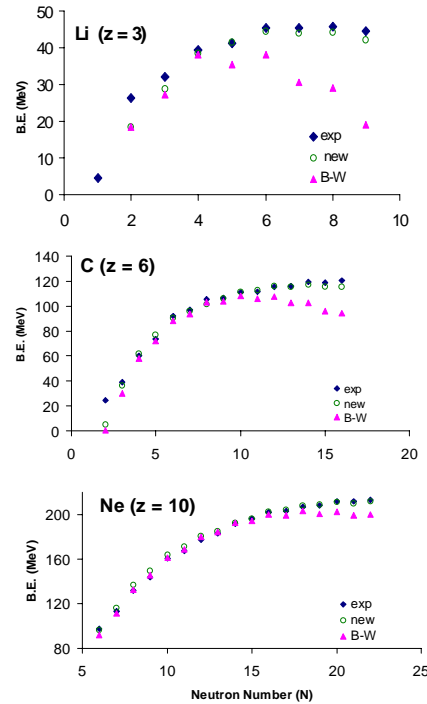 Li (z = 3)
B.E. (MeV)
50
40
30
20
10
0
exp
new
B-W
0 2 4 6 8 10
C (z = 6)
B.E. (MeV)
140
120
100
80
60
40
20
0
exp
new
B-W
0 5 10 15 20
Ne (z = 10)
B.E. (MeV)
200
160
120
80
exp
new
B-W
5 10 15 20 25
Neutron Number (N)